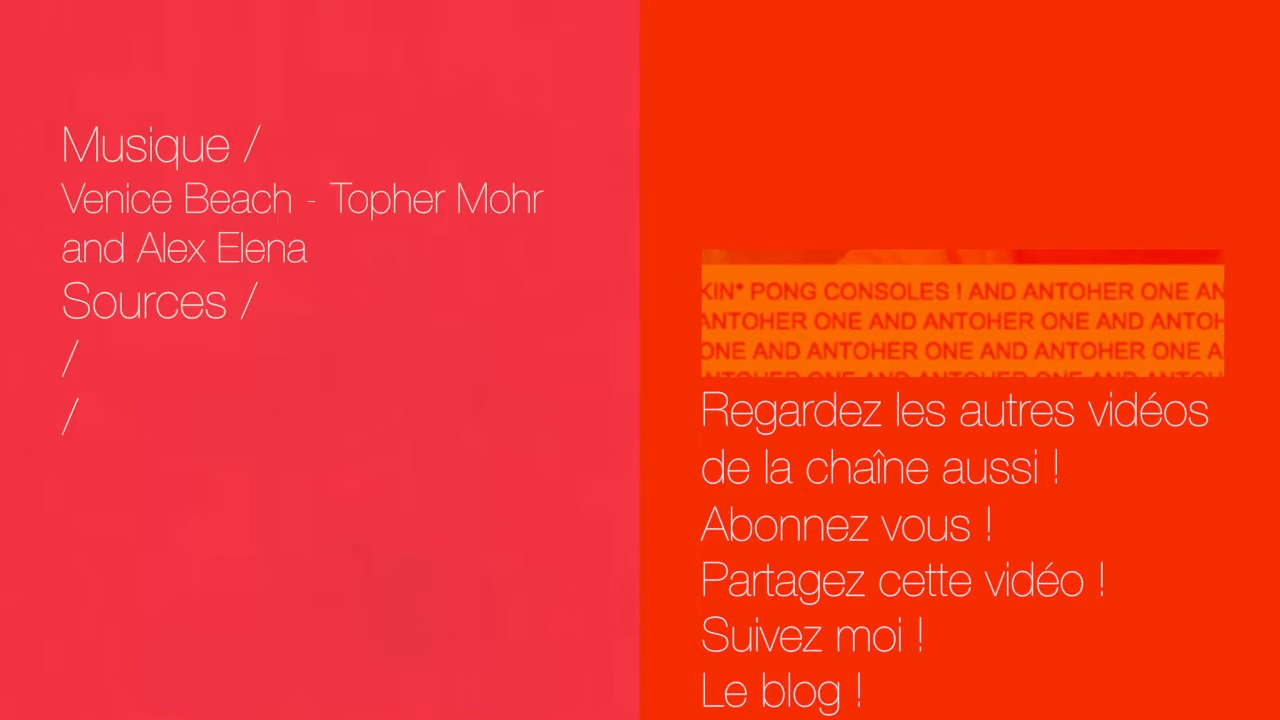 Musique /
Venice Beach - Topher Mohr
and Alex Elena
Sources /
/
/
KIN* PONG CONSOLES ! AND ANTOHER ONE AN
ANTOHER ONE AND ANTOHER ONE AND ANTOH
ONE AND ANTOHER ONE AND ANTOHER ONE A
Regardez les autres vidéos
de la chaîne aussi !
Abonnez vous !
Partagez cette vidéo !
Suivez moi !
Le blog !